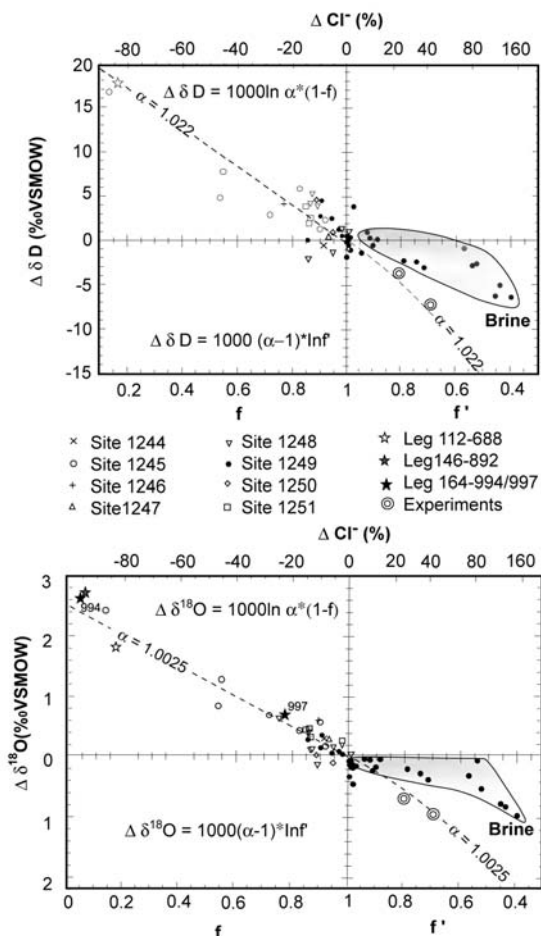 Δ Cl⁻ (%)
-80 -60 -40 -20 0 20 40 80 120 160
Δ δ D = 1000ln α*(1-f)
α = 1.022
20
15
10
5
0
-5
-10
-15
Δ δ D (‰VSMOW)
Brine
α = 1.022
Δ δ D = 1000 (α−1)*lnf'
0.2 0.4 0.6 0.8 1 0.8 0.6 0.4
f f '
× Site 1244
○ Site 1245
+ Site 1246
△ Site1247
▽ Site 1248
• Site 1249
◇ Site 1250
□ Site 1251
☆ Leg 112-688
★ Leg146-892
★ Leg 164-994/997
◎ Experiments
Δ Cl⁻ (%)
-80 -60 -40 -20 0 20 40 80 120 160
Δ δ¹⁸O = 1000ln α*(1-f)
994
α = 1.0025
997
3
2
1
0
1
2
Δ δ¹⁸O(‰VSMOW)
Brine
α = 1.0025
Δ δ¹⁸O = 1000(α-1)*lnf'
0 0.2 0.4 0.6 0.8 1 0.8 0.6 0.4
f f '